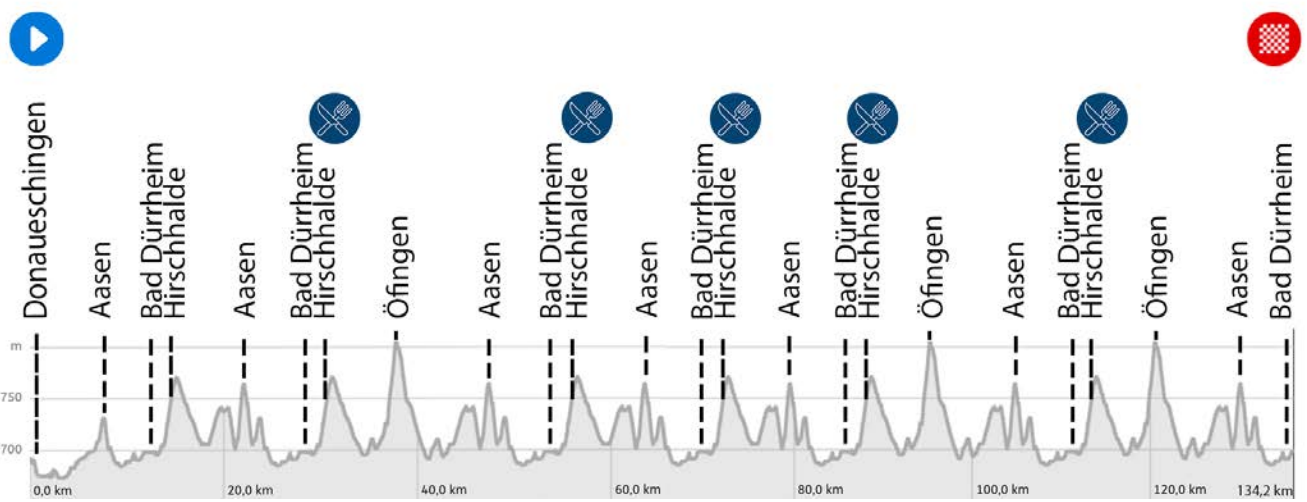 Donaueschingen
Aasen
Bad Dürrheim
Hirschhalde
Aasen
Bad Dürrheim
Hirschhalde
Öfingen
Aasen
Bad Dürrheim
Hirschhalde
Aasen
Bad Dürrheim
Hirschhalde
Aasen
Bad Dürrheim
Hirschhalde
Öfingen
Aasen
Bad Dürrheim
Hirschhalde
Öfingen
Aasen
Bad Dürrheim
m
750
700
0,0 km
20,0 km
40,0 km
60,0 km
80,0 km
100,0 km
120,0 km
134,2 km